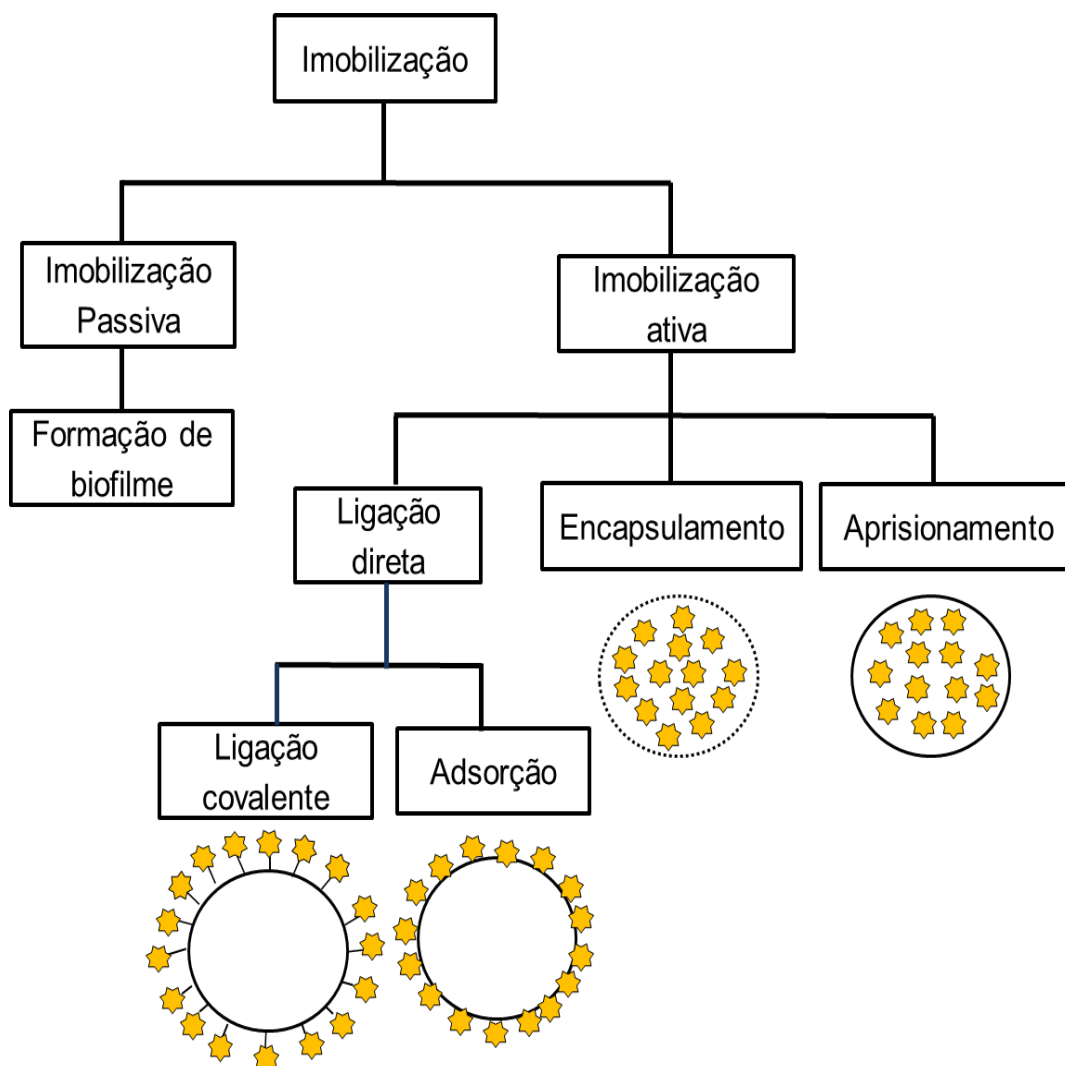 Imobilização
Imobilização
Passiva
Imobilização
ativa
Formação de
biofilme
Ligação
direta
Encapsulamento
Aprisionamento
Ligação
covalente
Adsorção